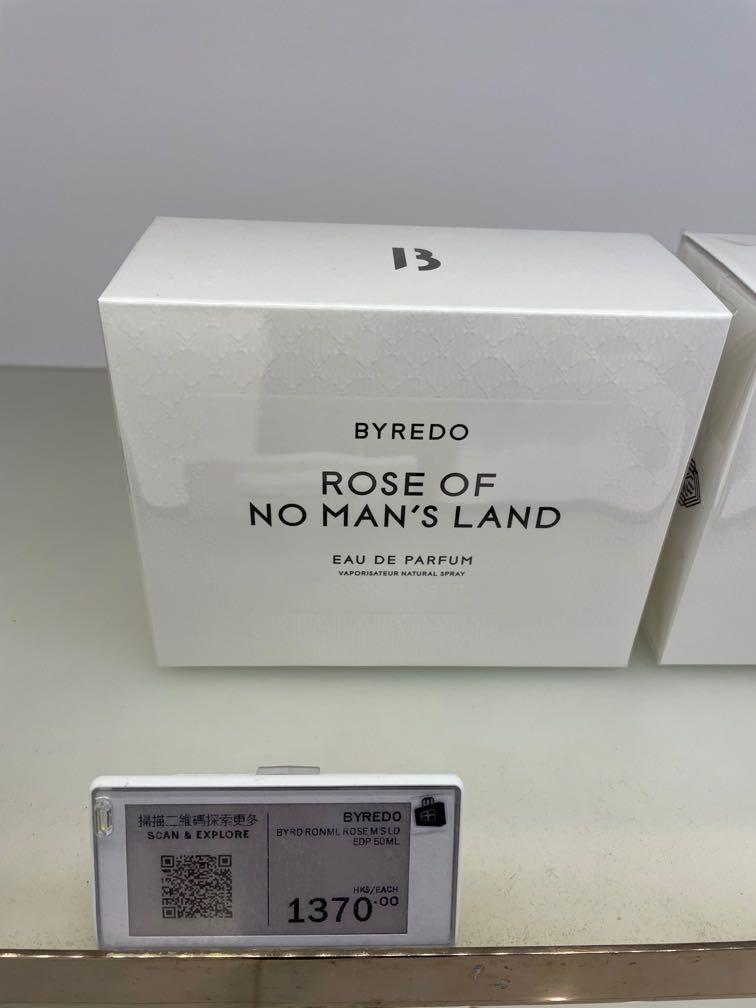 B
BYREDO
ROSE OF
NO MAN'S LAND
EAU DE PARFUM
VAPORISATEUR NATURAL SPRAY
掃描二維碼探索更多
SCAN & EXPLORE
BYREDO
BYRD RONML ROSE M'S LD
EDP 50ML
HK$/EACH
1370.00